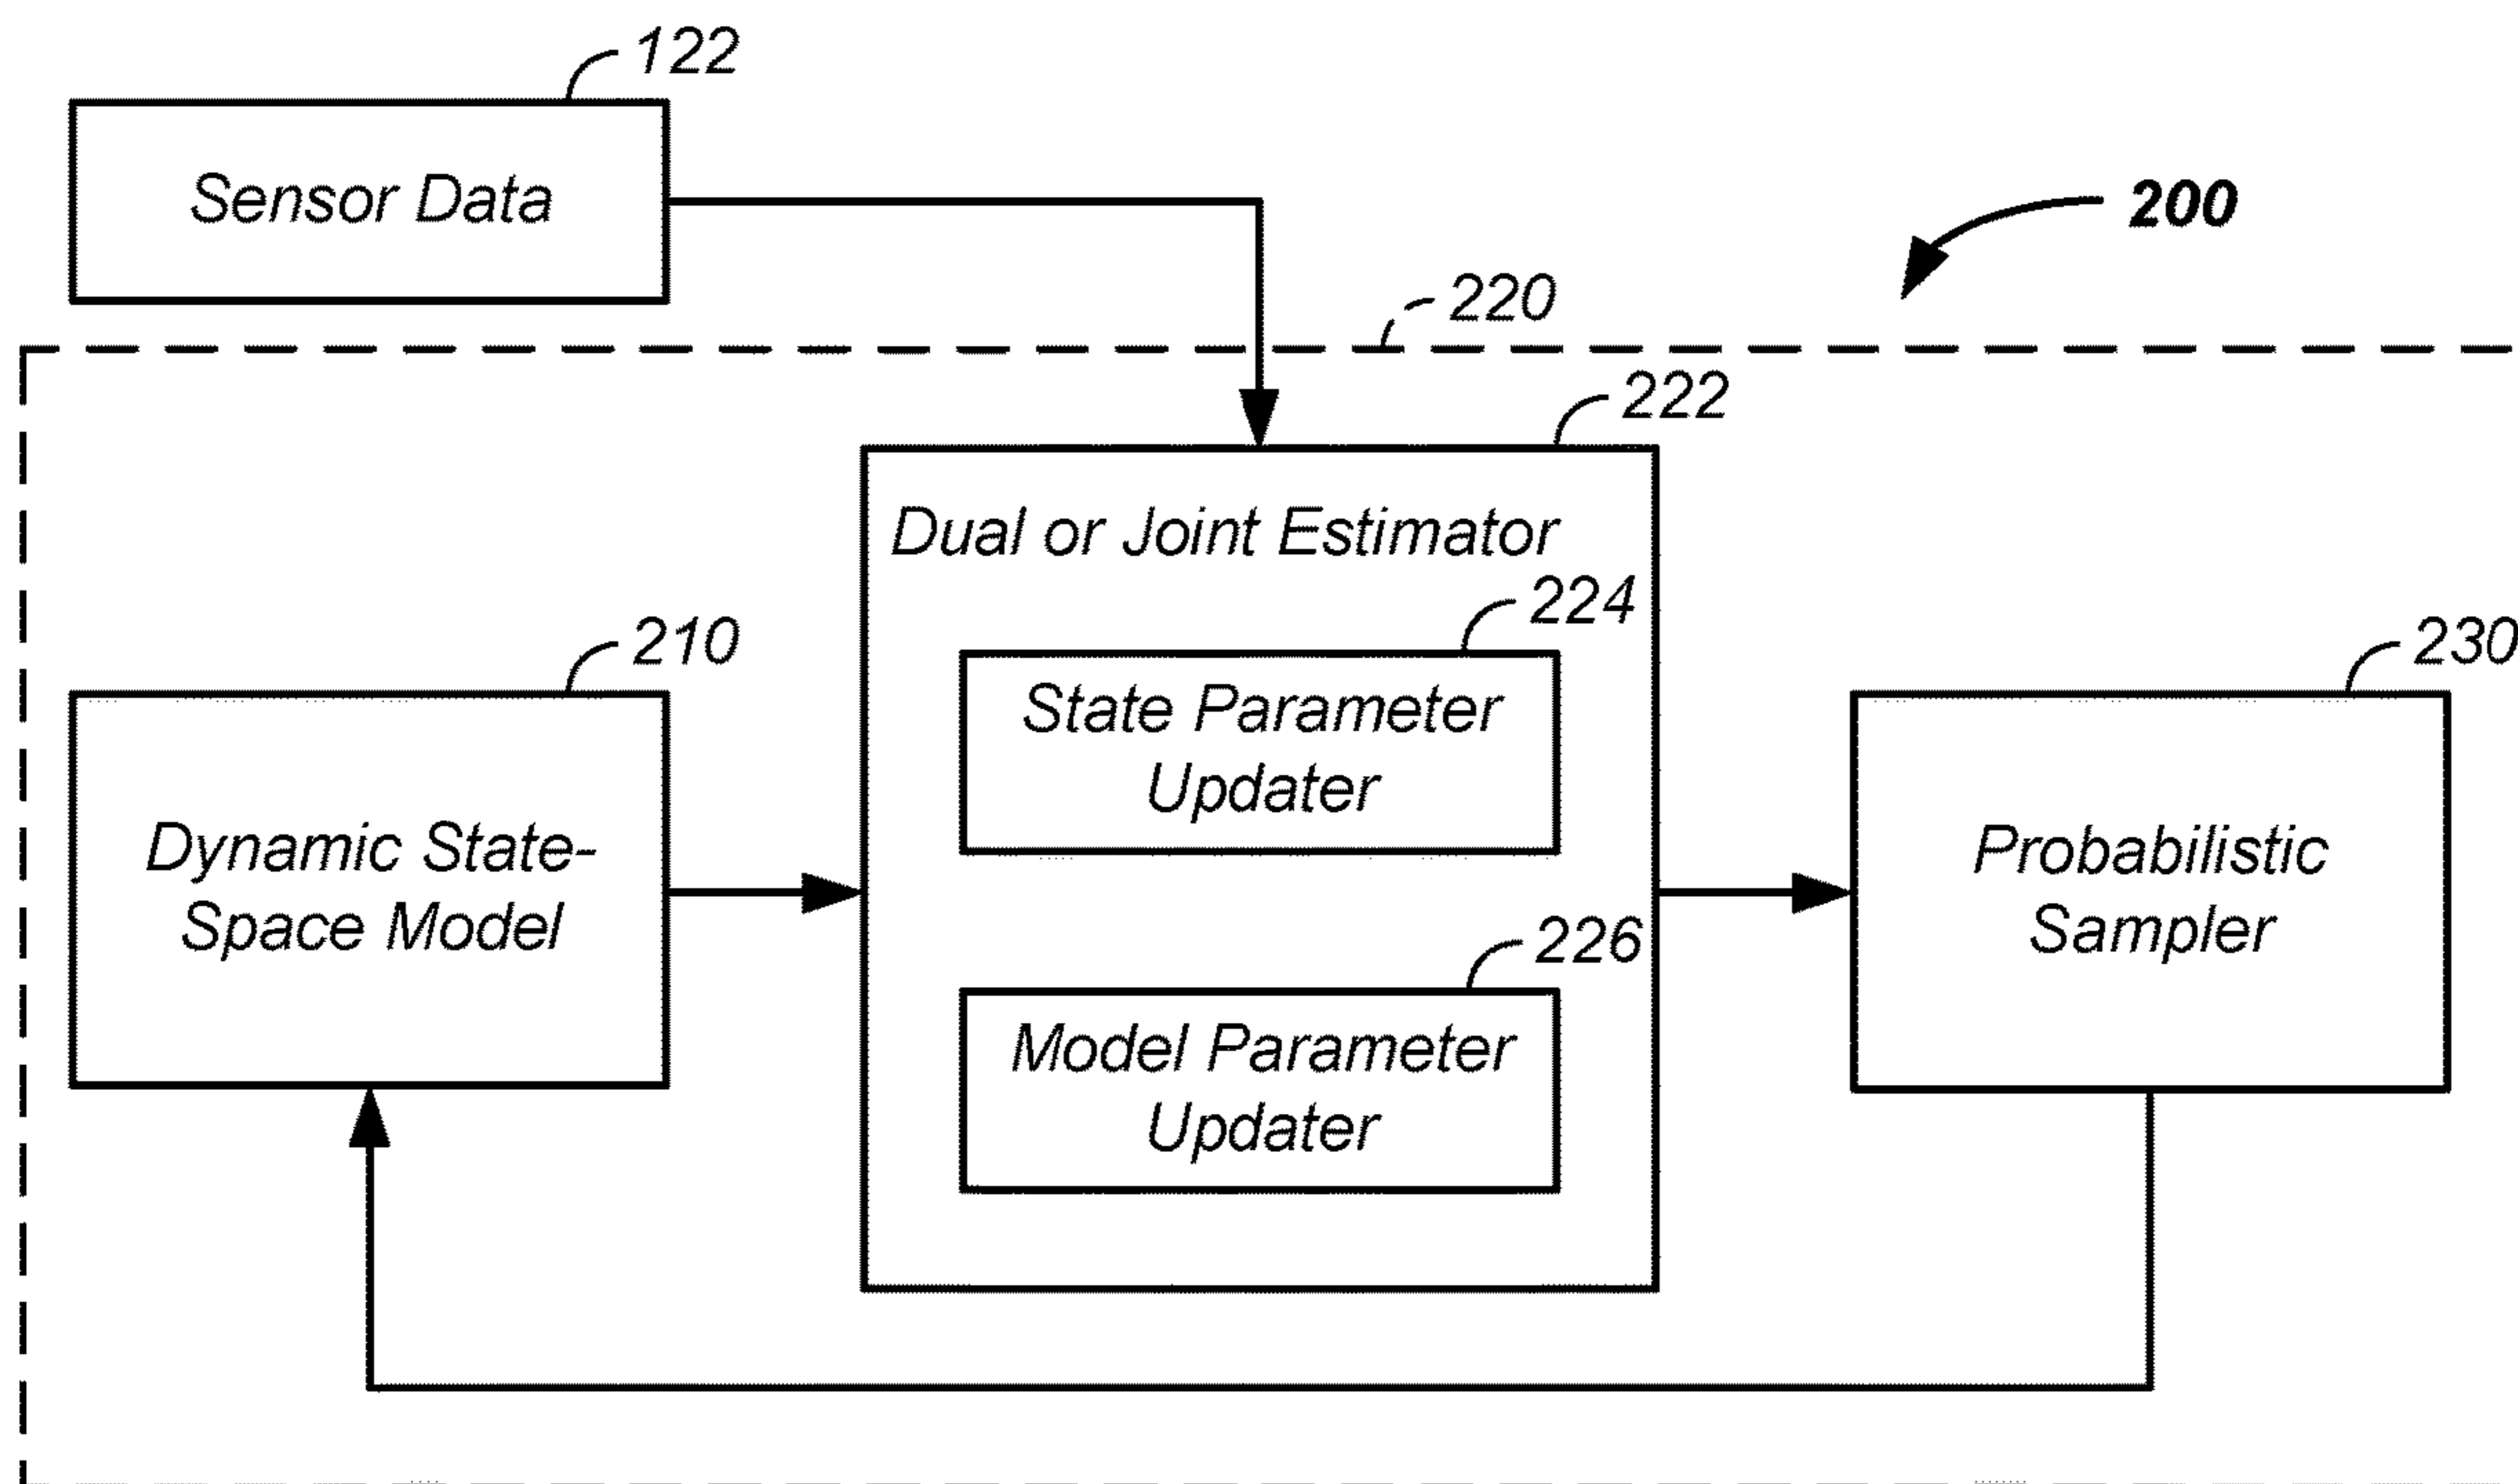 122
Sensor Data
200
220
222
Dual or Joint Estimator
224
210
230
State Parameter
Updater
Dynamic State-
Space Model
Probabilistic
Sampler
226
Model Parameter
Updater